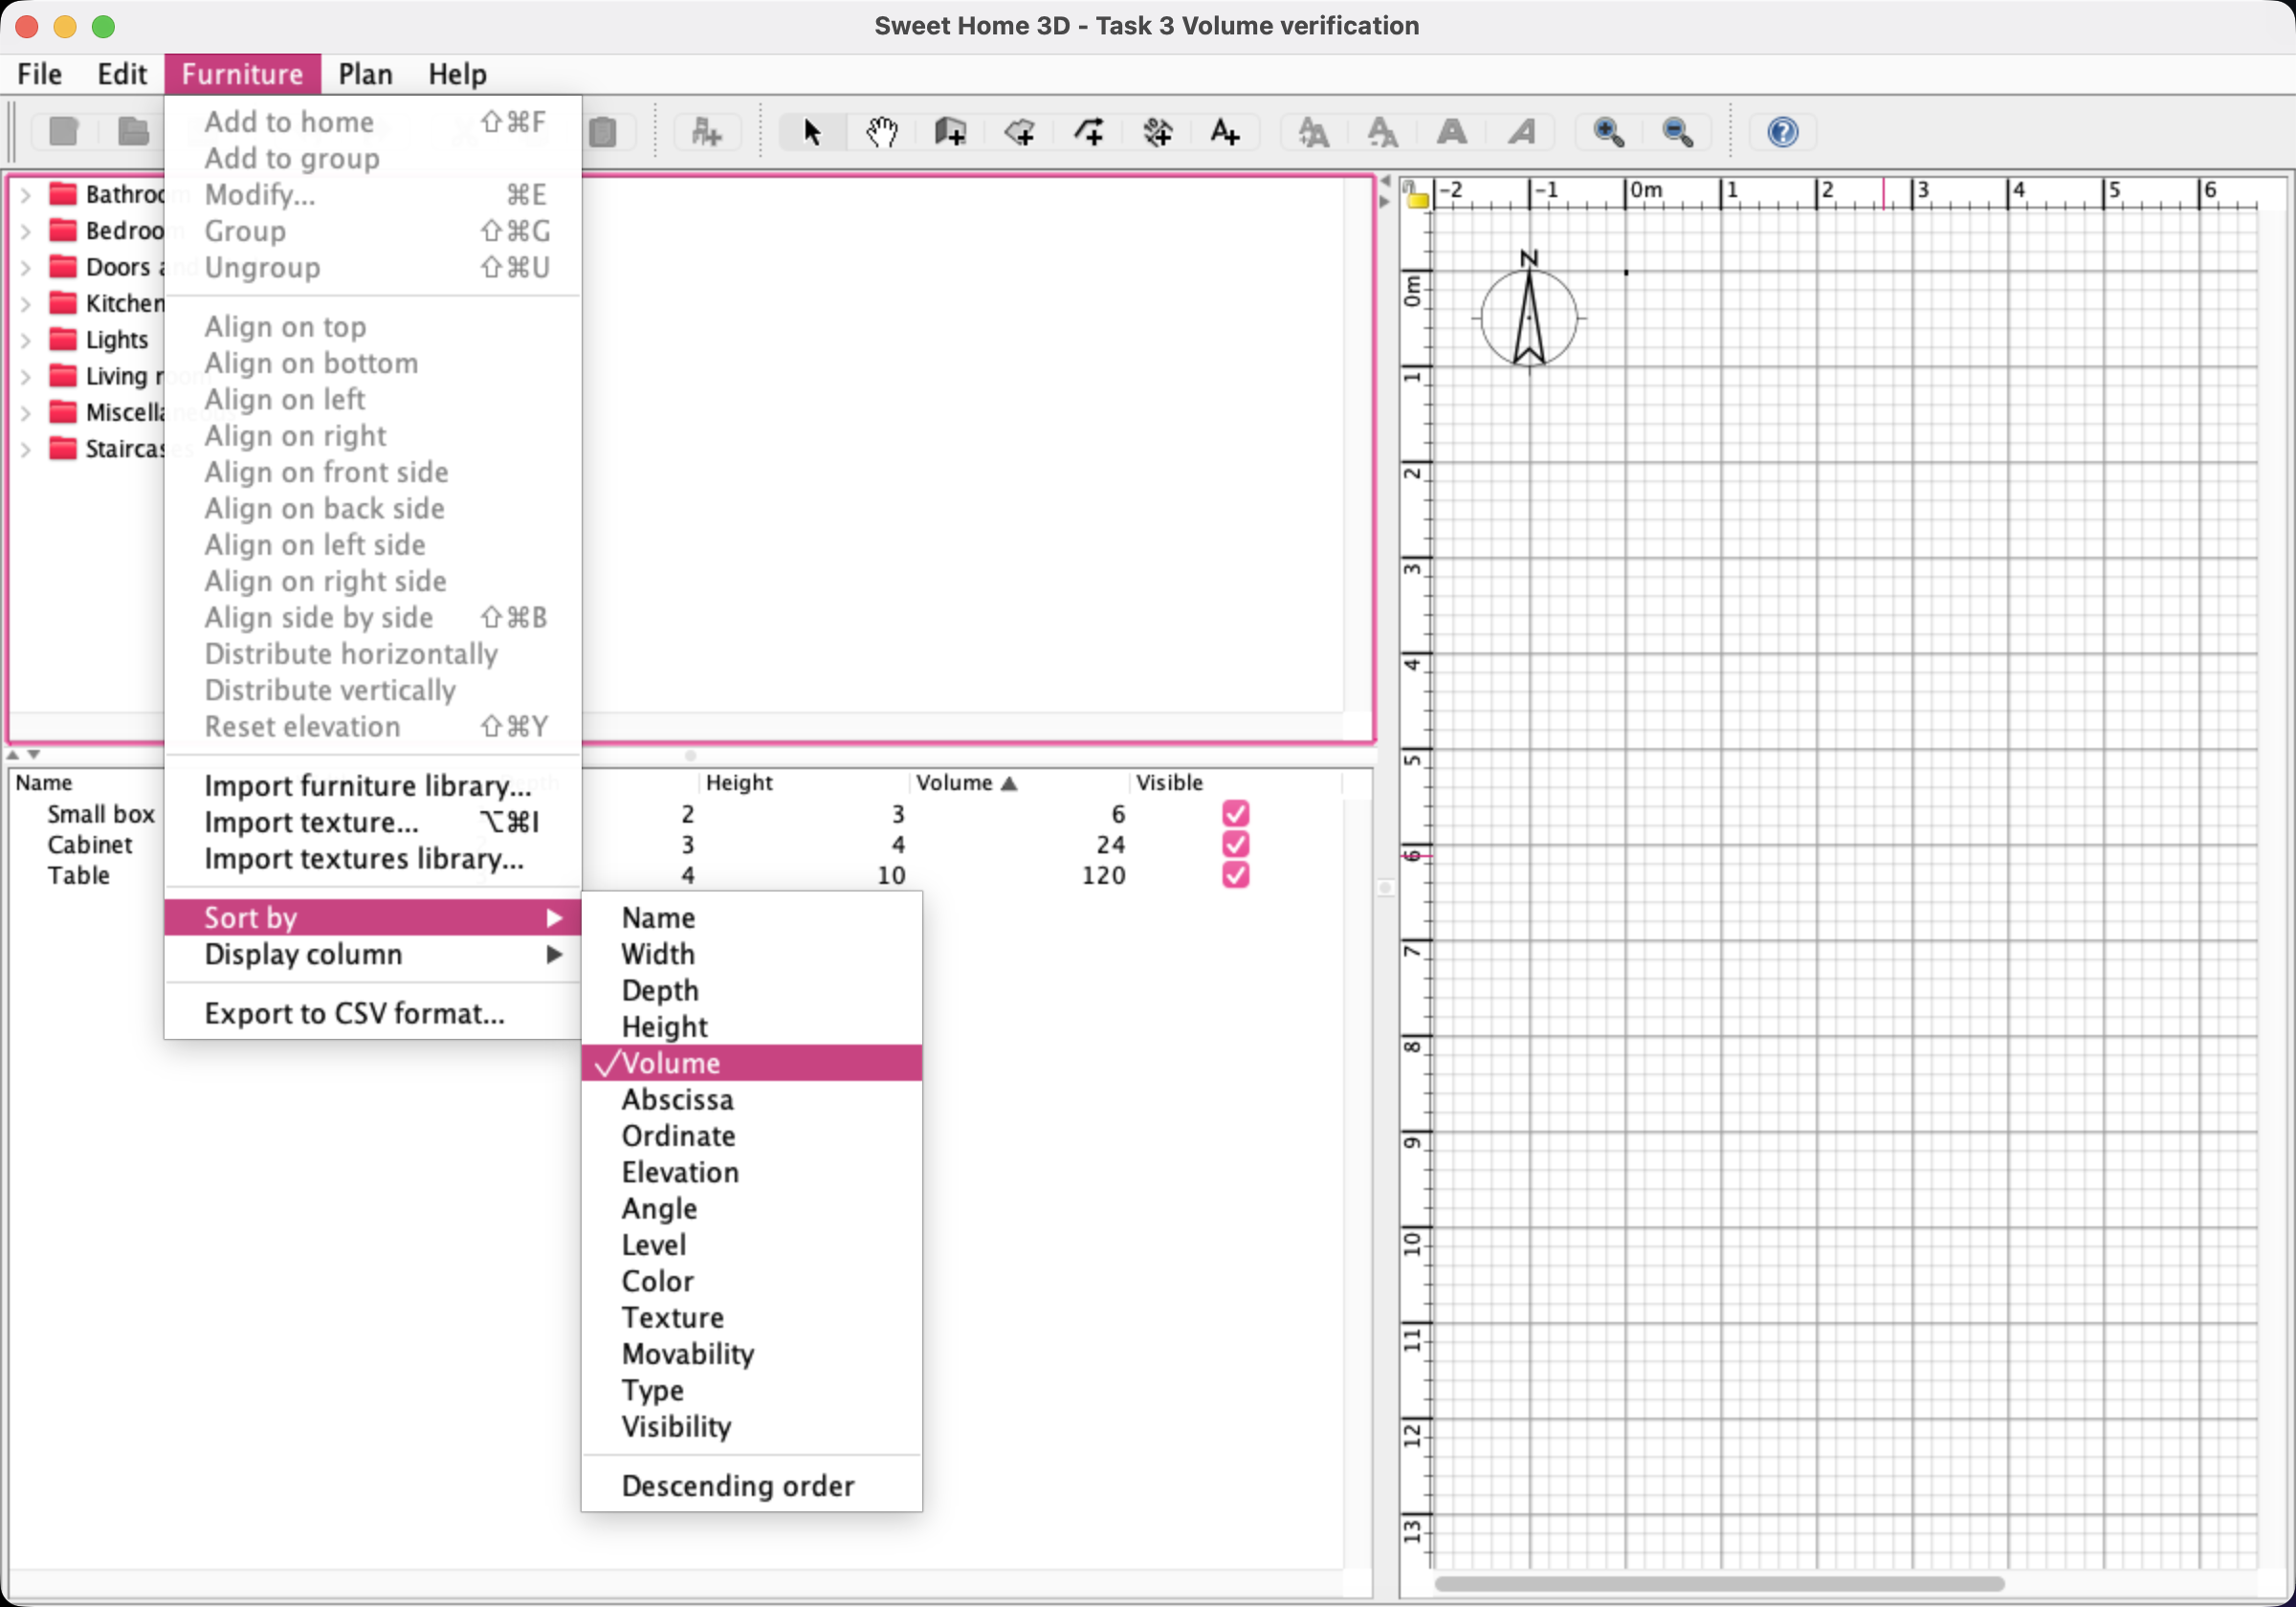 Sweet Home 3D - Task 3 Volume verification
File Edit Furniture Plan Help
Add to home ⇧⌘F
Add to group
Modify... ⌘E
Group ⇧⌘G
Ungroup ⇧⌘U
Align on top
Align on bottom
Align on left
Align on right
Align on front side
Align on back side
Align on left side
Align on right side
Align side by side ⇧⌘B
Distribute horizontally
Distribute vertically
Reset elevation ⇧⌘Y
Import furniture library...
Import texture... ⌥⌘I
Import textures library...
Sort by
Display column
Export to CSV format...
Bathroom
Bedroom
Doors an
Kitchen
Lights
Living room
Miscellaneous
Staircases
Name Height Volume ▲ Visible
Small box 2 3 6
Cabinet 3 4 24
Table 4 10 120
Name
Width
Depth
Height
✓Volume
Abscissa
Ordinate
Elevation
Angle
Level
Color
Texture
Movability
Type
Visibility
Descending order
-2 -1 0m 1 2 3 4 5 6
N
0m
1
2
3
4
5
6
7
8
9
10
11
12
13